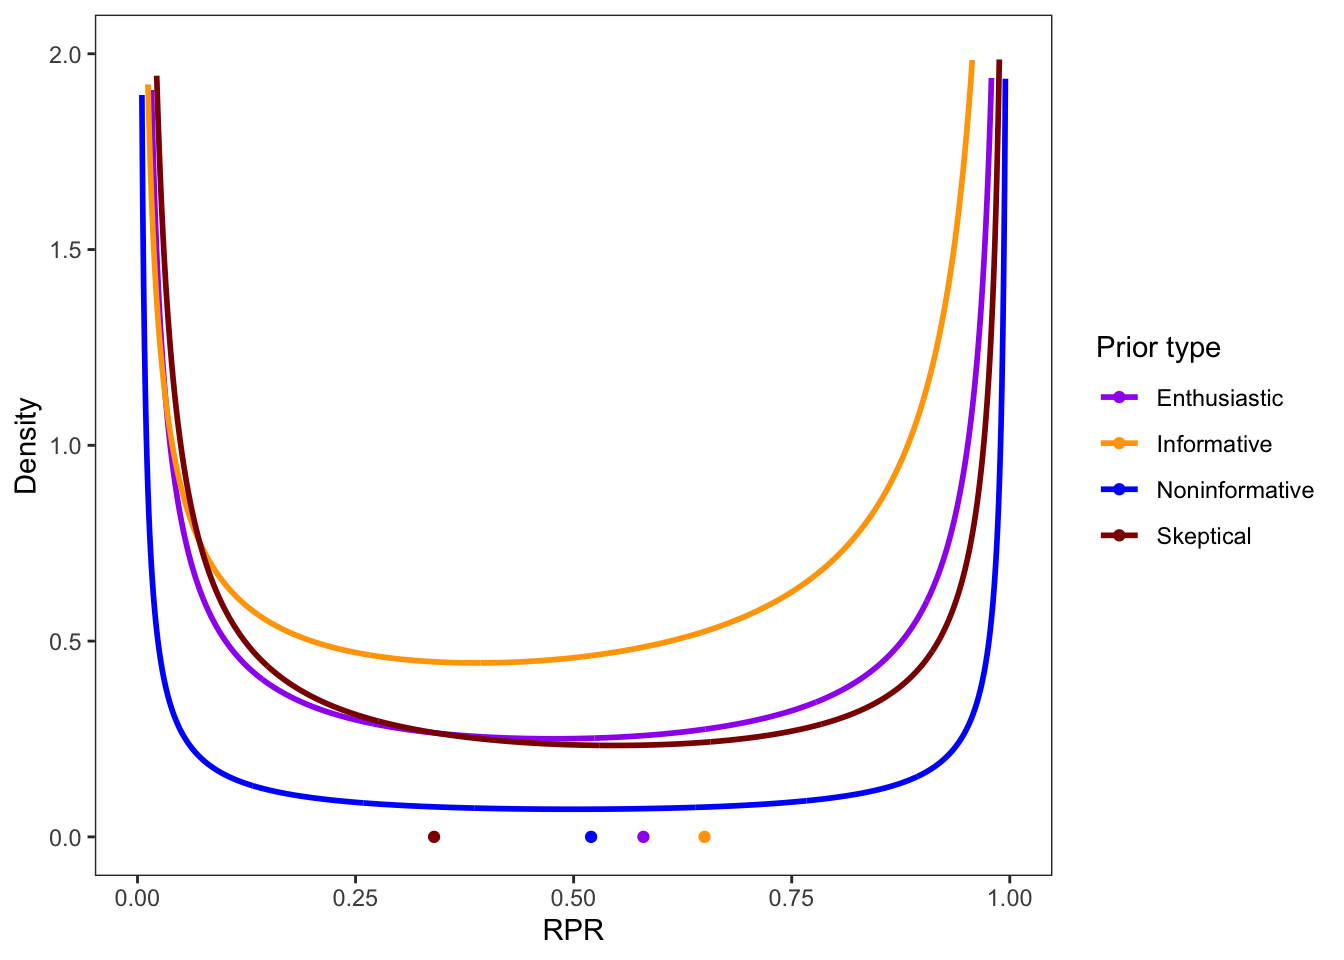 2.0
1.5
1.0
0.5
0.0
Density
0.00 0.25 0.50 0.75 1.00
RPR
Prior type
Enthusiastic
Informative
Noninformative
Skeptical